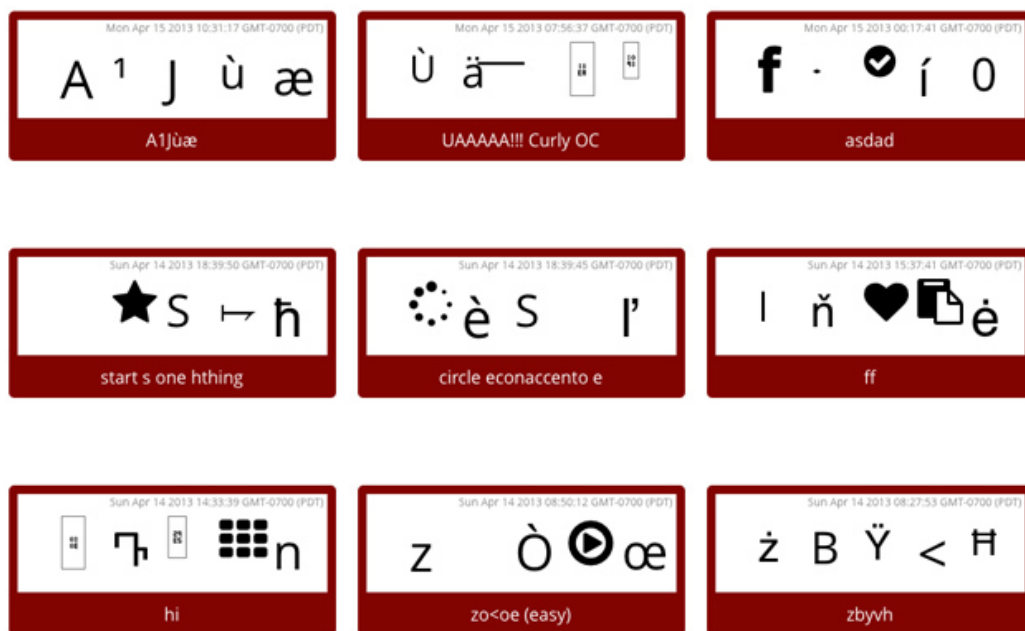 Mon Apr 15 2013 10:31:17 GMT-0700 (PDT)
A ¹ J ù æ
A1Jùæ
Mon Apr 15 2013 07:56:37 GMT-0700 (PDT)
Ù ä
UAAAAA!!! Curly OC
Mon Apr 15 2013 00:17:41 GMT-0700 (PDT)
f · í 0
asdad
Sun Apr 14 2013 18:39:50 GMT-0700 (PDT)
★ S ħ
start s one hthing
Sun Apr 14 2013 18:39:45 GMT-0700 (PDT)
è S ľ
circle econaccento e
Sun Apr 14 2013 15:37:41 GMT-0700 (PDT)
ň ♥ ė
ff
Sun Apr 14 2013 14:33:39 GMT-0700 (PDT)
n
hi
Sun Apr 14 2013 08:50:12 GMT-0700 (PDT)
z Ò œ
zo<oe (easy)
Sun Apr 14 2013 08:27:53 GMT-0700 (PDT)
ż B Ÿ < Ħ
zbyvh